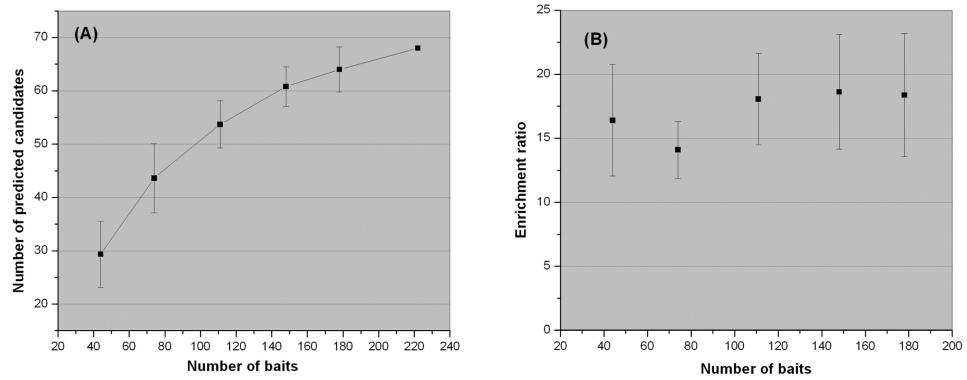 (A)
Number of predicted candidates
70
60
50
40
30
20
20 40 60 80 100 120 140 160 180 200 220 240
Number of baits
(B)
Enrichment ratio
25
20
15
10
5
0
20 40 60 80 100 120 140 160 180 200
Number of baits